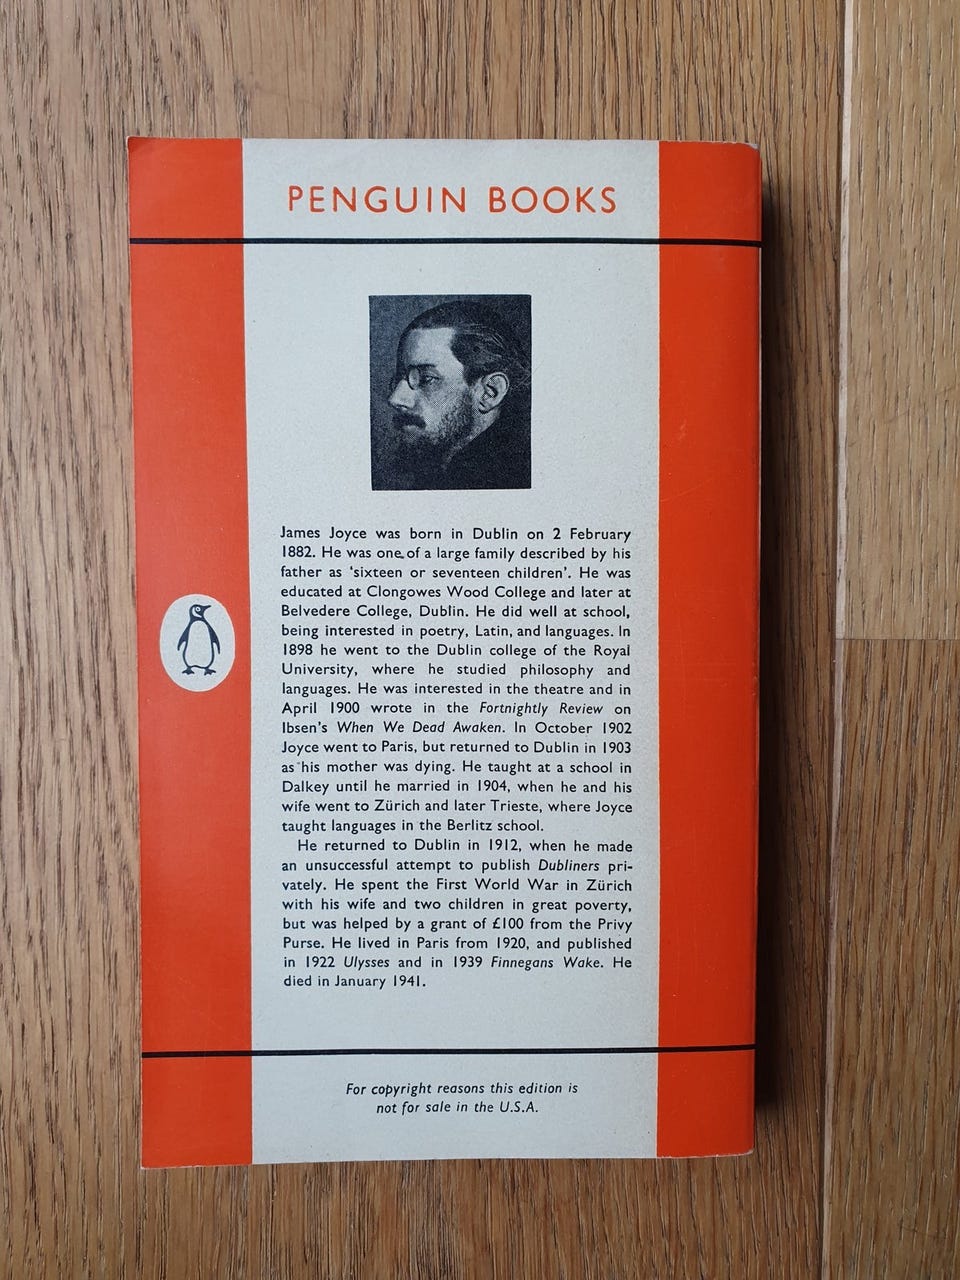 PENGUIN BOOKS
James Joyce was born in Dublin on 2 February
1882. He was one of a large family described by his
father as ‘sixteen or seventeen children’. He was
educated at Clongowes Wood College and later at
Belvedere College, Dublin. He did well at school,
being interested in poetry, Latin, and languages. In
1898 he went to the Dublin college of the Royal
University, where he studied philosophy and
languages. He was interested in the theatre and in
April 1900 wrote in the Fortnightly Review on
Ibsen’s When We Dead Awaken. In October 1902
Joyce went to Paris, but returned to Dublin in 1903
as his mother was dying. He taught at a school in
Dalkey until he married in 1904, when he and his
wife went to Zürich and later Trieste, where Joyce
taught languages in the Berlitz school.
He returned to Dublin in 1912, when he made
an unsuccessful attempt to publish Dubliners pri-
vately. He spent the First World War in Zürich
with his wife and two children in great poverty,
but was helped by a grant of £100 from the Privy
Purse. He lived in Paris from 1920, and published
in 1922 Ulysses and in 1939 Finnegans Wake. He
died in January 1941.
For copyright reasons this edition is
not for sale in the U.S.A.